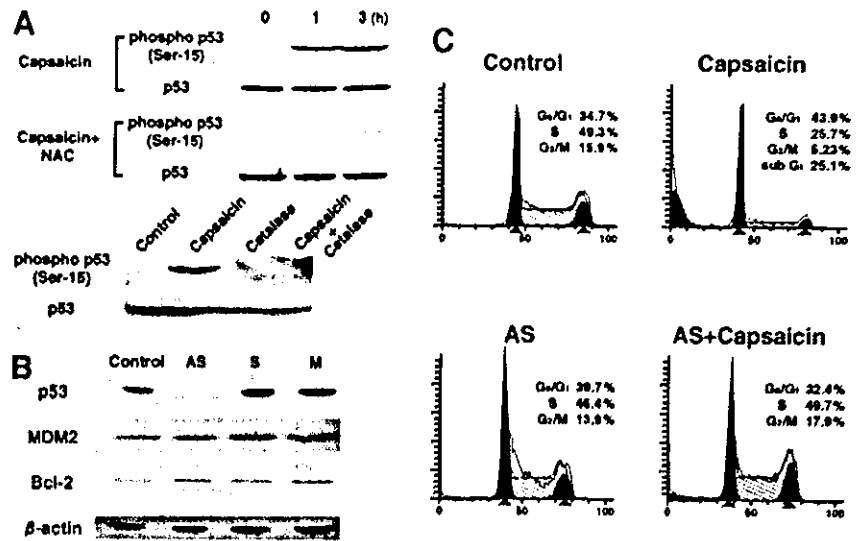 A
0 1 3 (h)
Capsaicin
phospho p53
(Ser-15)
p53
Capsaicin+
NAC
phospho p53
(Ser-15)
p53
Control
Capsaicin
Catalase
Capsaicin
+
Catalase
phospho p53
(Ser-15)
p53
B
Control AS S M
p53
MDM2
Bcl-2
β-actin
C
Control
G₀/G₁ 34.7%
S 49.3%
G₂/M 15.9%
0 50 100
Capsaicin
G₀/G₁ 43.9%
S 25.7%
G₂/M 5.23%
sub G₁ 25.1%
0 50 100
AS
G₀/G₁ 39.7%
S 46.4%
G₂/M 13.9%
0 50 100
AS+Capsaicin
G₀/G₁ 32.4%
S 49.7%
G₂/M 17.9%
0 50 100